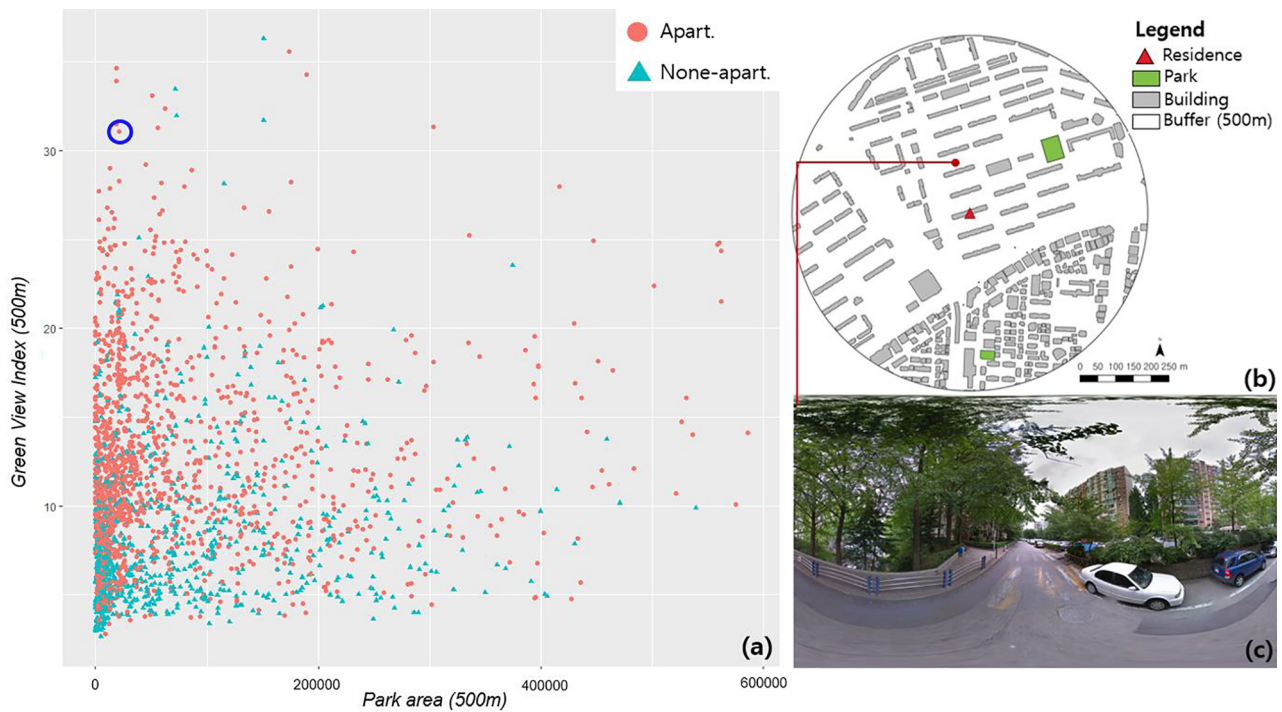 Apart.
None-apart.
Green View Index (500m)
30
20
10
0
200000
400000
600000
Park area (500m)
(a)
Legend
Residence
Park
Building
Buffer (500m)
N
0 50 100 150 200 250 m
(b)
(c)